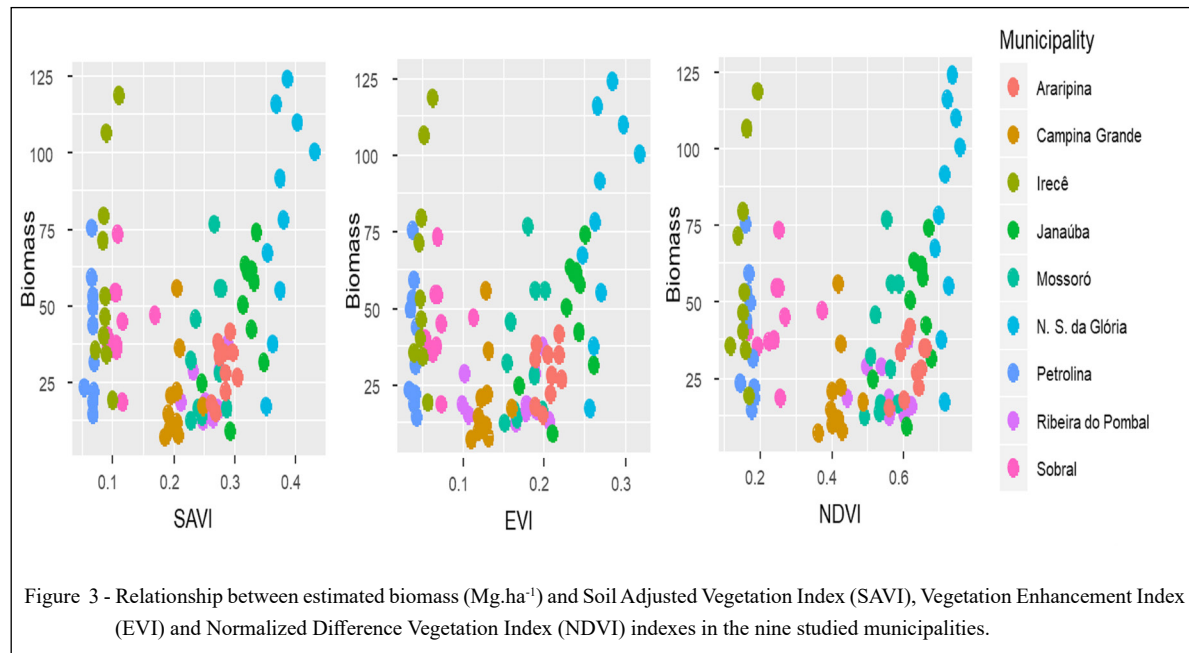 Municipality
Araripina
Campina Grande
Irecê
Janaúba
Mossoró
N. S. da Glória
Petrolina
Ribeira do Pombal
Sobral
Biomass
125
100
75
50
25
0.1
0.2
0.3
0.4
SAVI
Biomass
125
100
75
50
25
0.1
0.2
0.3
EVI
Biomass
125
100
75
50
25
0.2
0.4
0.6
NDVI
Figure 3 - Relationship between estimated biomass (Mg.ha⁻¹) and Soil Adjusted Vegetation Index (SAVI), Vegetation Enhancement Index
(EVI) and Normalized Difference Vegetation Index (NDVI) indexes in the nine studied municipalities.